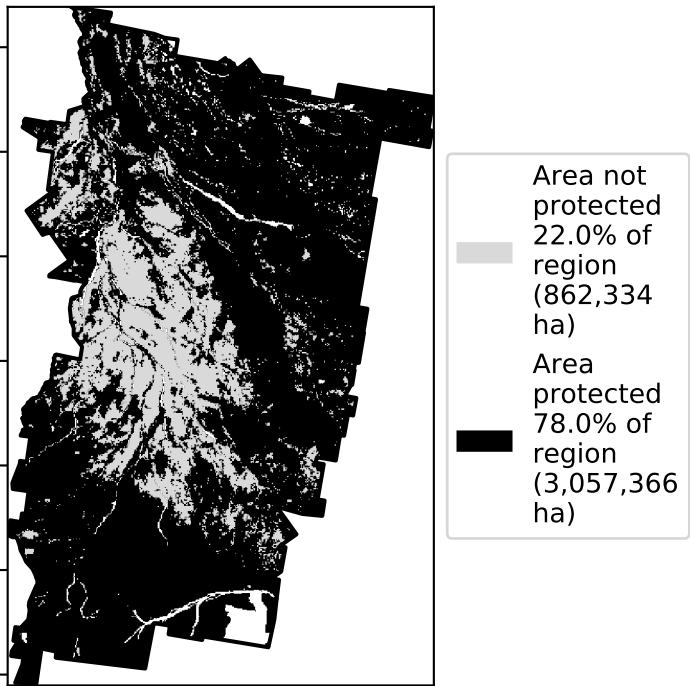 Area not
protected
22.0% of
region
(862,334
ha)
Area
protected
78.0% of
region
(3,057,366
ha)